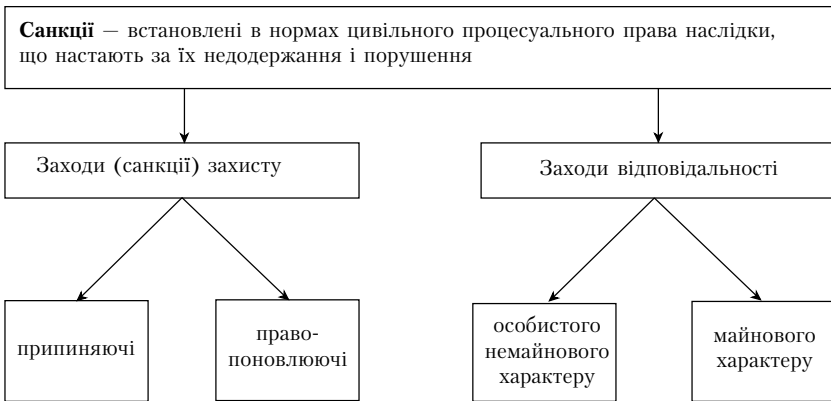 Санкції — встановлені в нормах цивільного процесуального права наслідки,
що настають за їх недодержання і порушення
Заходи (санкції) захисту
Заходи відповідальності
припиняючі
право-
поновлюючі
особистого
немайнового
характеру
майнового
характеру